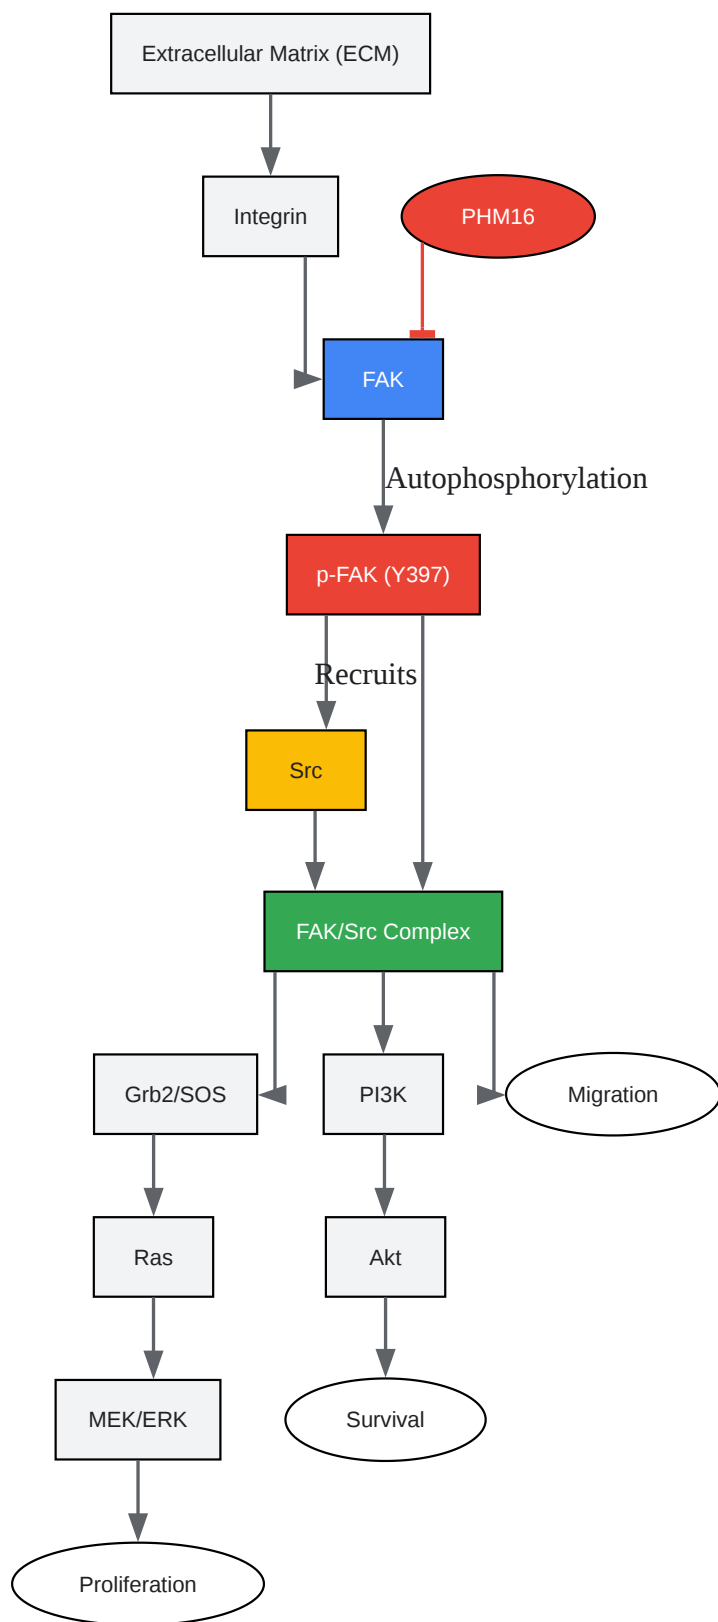 Extracellular Matrix (ECM)
Integrin
PHM16
FAK
Autophosphorylation
p-FAK (Y397)
Recruits
Src
FAK/Src Complex
Grb2/SOS
PI3K
Migration
Ras
Akt
MEK/ERK
Survival
Proliferation